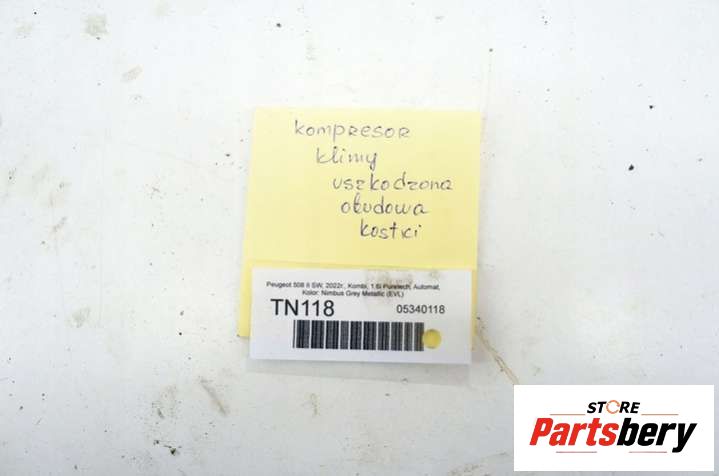 kompresor
klimy
uszkodzona
obudowa
kostki
Peugeot 508 II SW, 2022r., Kombi, 1.6i Puretech, Automat,
Kolor: Nimbus Grey Metallic (EVL)
TN118 05340118
STORE
Partsbery